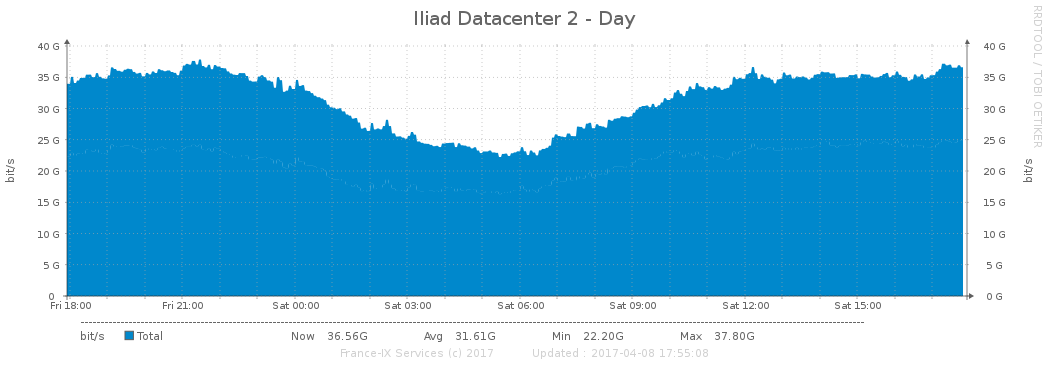 Iliad Datacenter 2 - Day
RRDTOOL / TOBI OETIKER
40 G 40 G
35 G 35 G
30 G 30 G
25 G 25 G
20 G 20 G
15 G 15 G
10 G 10 G
5 G 5 G
0 0 G
bit/s bit/s
Fri 18:00 Fri 21:00 Sat 00:00 Sat 03:00 Sat 06:00 Sat 09:00 Sat 12:00 Sat 15:00
bit/s Total Now 36.56G Avg 31.61G Min 22.20G Max 37.80G
France-IX Services (c) 2017 Updated : 2017-04-08 17:55:08